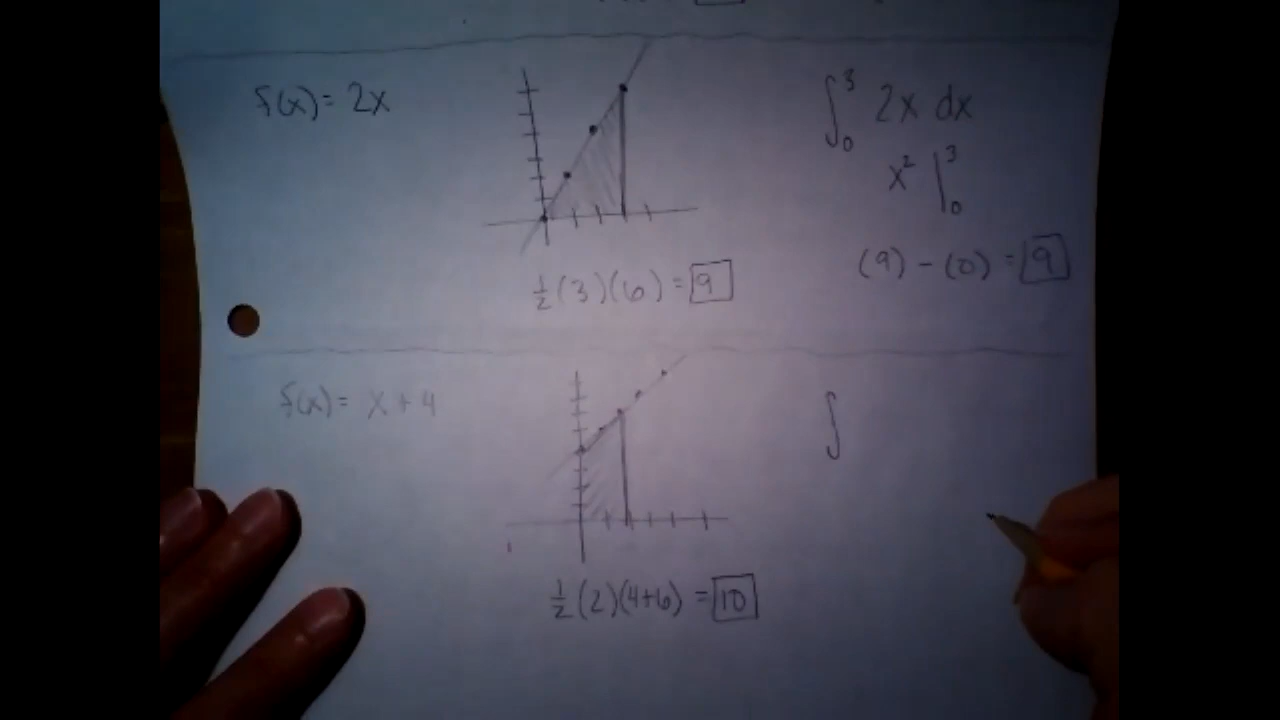 f(x) = 2x
½(3)(6) = 9
∫₀³ 2x dx
x² |₀³
(9) - (0) = 9
f(x) = x + 4
½(2)(4+6) = 10
∫